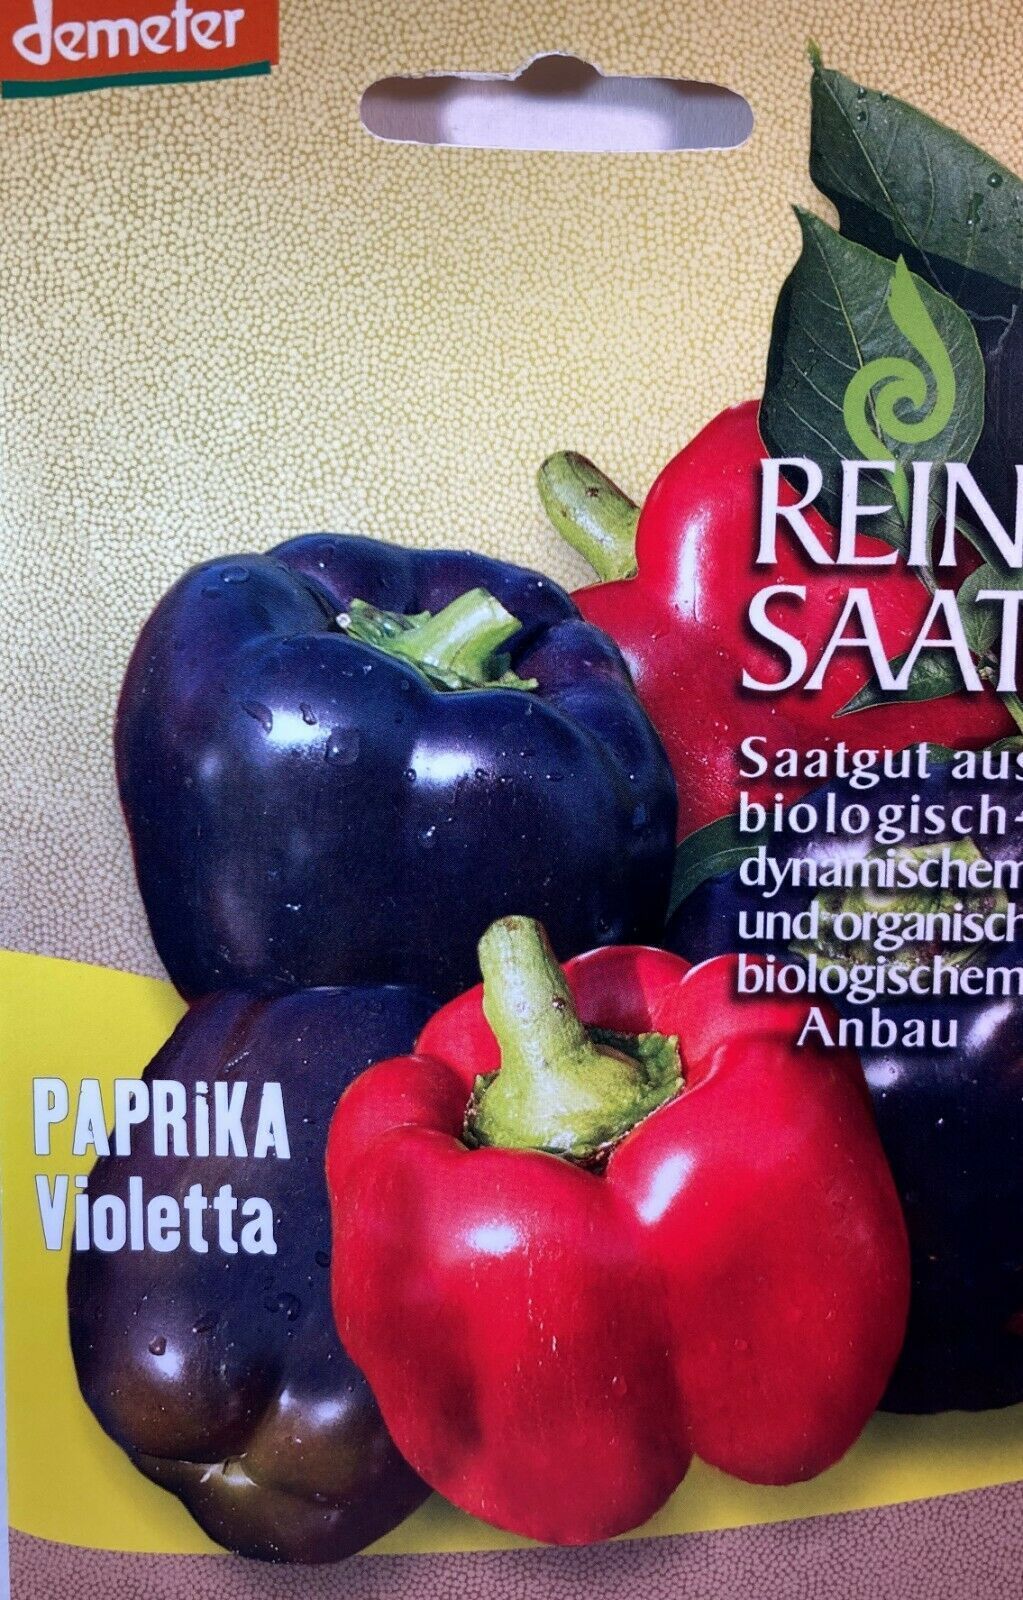 demeter
REIN
SAAT
Saatgut aus
biologisch-
dynamischem
und organisch
biologischem
Anbau
PAPRiKA
Violetta